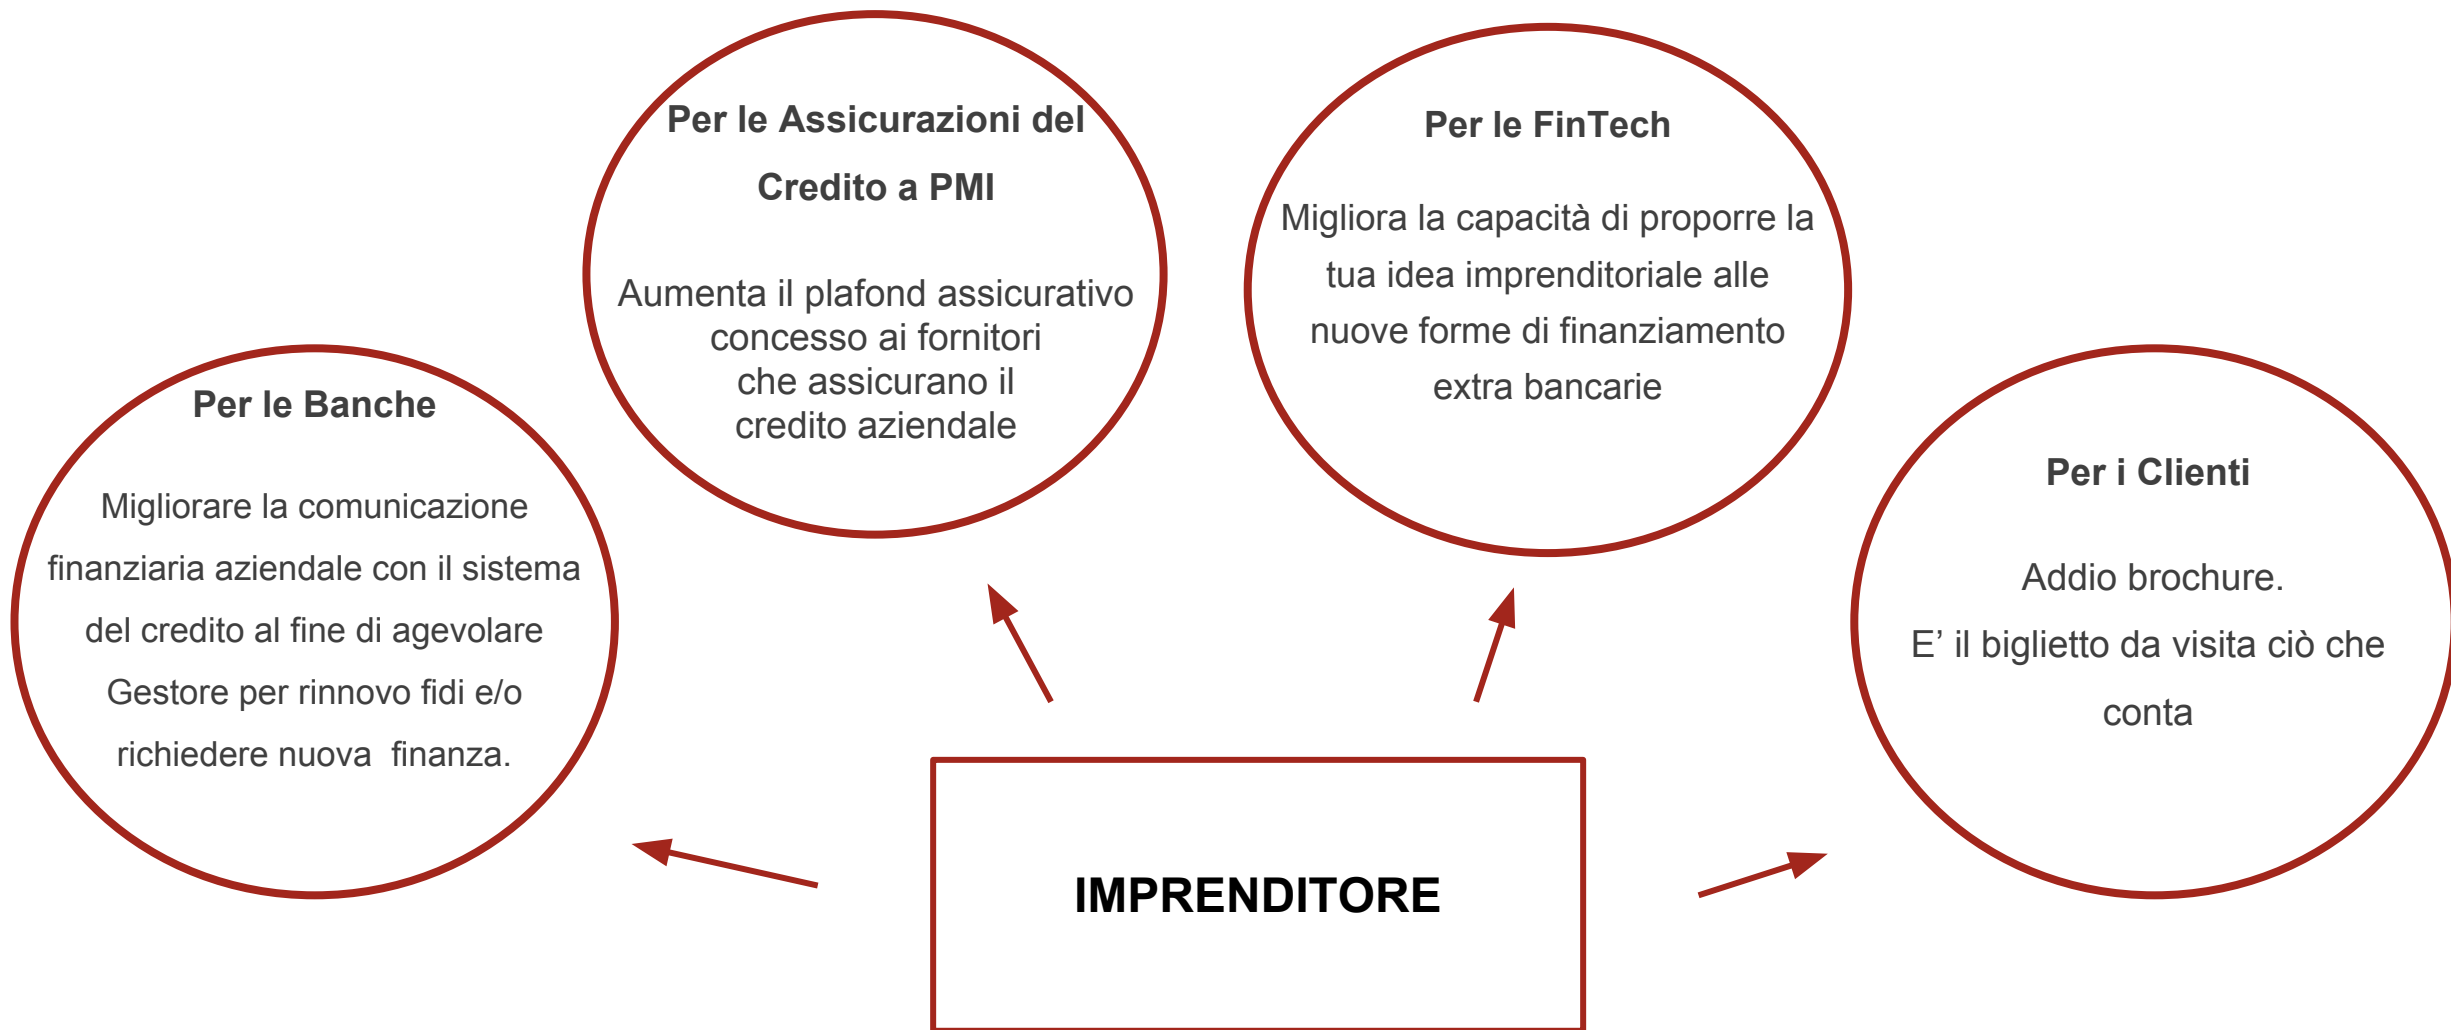 Per le Banche
Migliorare la comunicazione
finanziaria aziendale con il sistema
del credito al fine di agevolare
Gestore per rinnovo fidi e/o
richiedere nuova  finanza.
Per le Assicurazioni del
Credito a PMI
Aumenta il plafond assicurativo
concesso ai fornitori
che assicurano il
credito aziendale
Per le FinTech
Migliora la capacità di proporre la
tua idea imprenditoriale alle
nuove forme di finanziamento
extra bancarie
Per i Clienti
Addio brochure.
E’ il biglietto da visita ciò che
conta
IMPRENDITORE